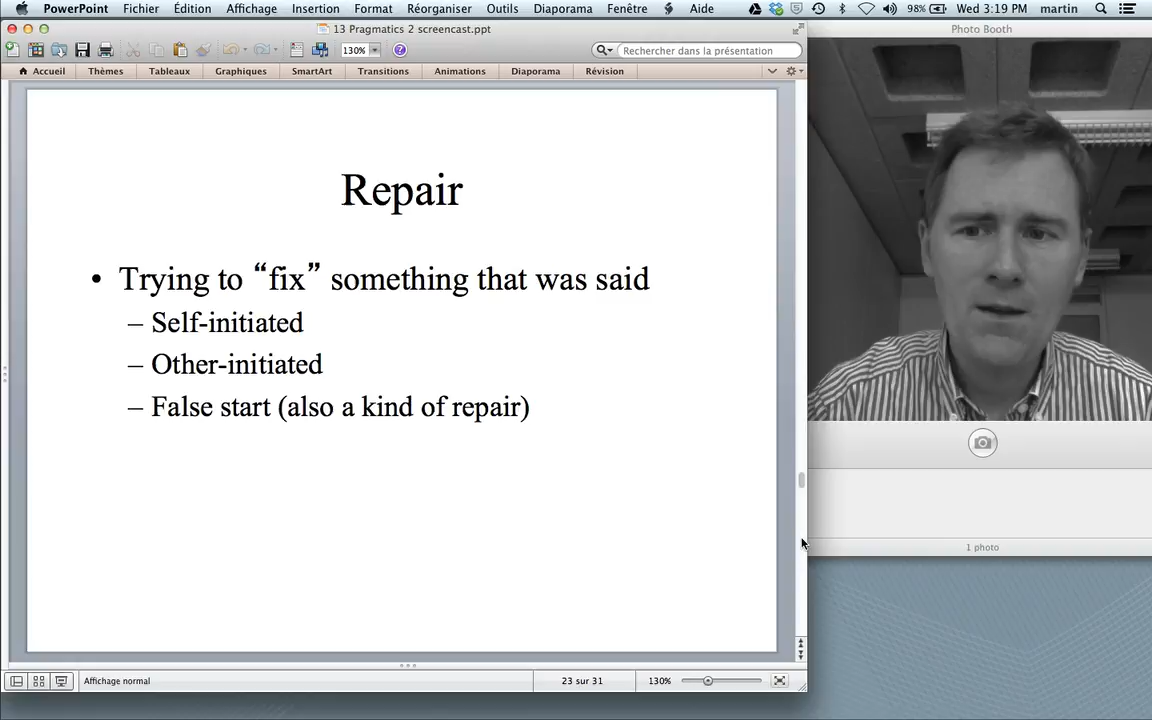 PowerPoint Fichier Édition Affichage Insertion Format Réorganiser Outils Diaporama Fenêtre Aide 98% Wed 3:19 PM martin
13 Pragmatics 2 screencast.ppt
Photo Booth
130% Rechercher dans la présentation
Accueil Thèmes Tableaux Graphiques SmartArt Transitions Animations Diaporama Révision
Repair
• Trying to “fix” something that was said
– Self-initiated
– Other-initiated
– False start (also a kind of repair)
1 photo
Affichage normal 23 sur 31 130%